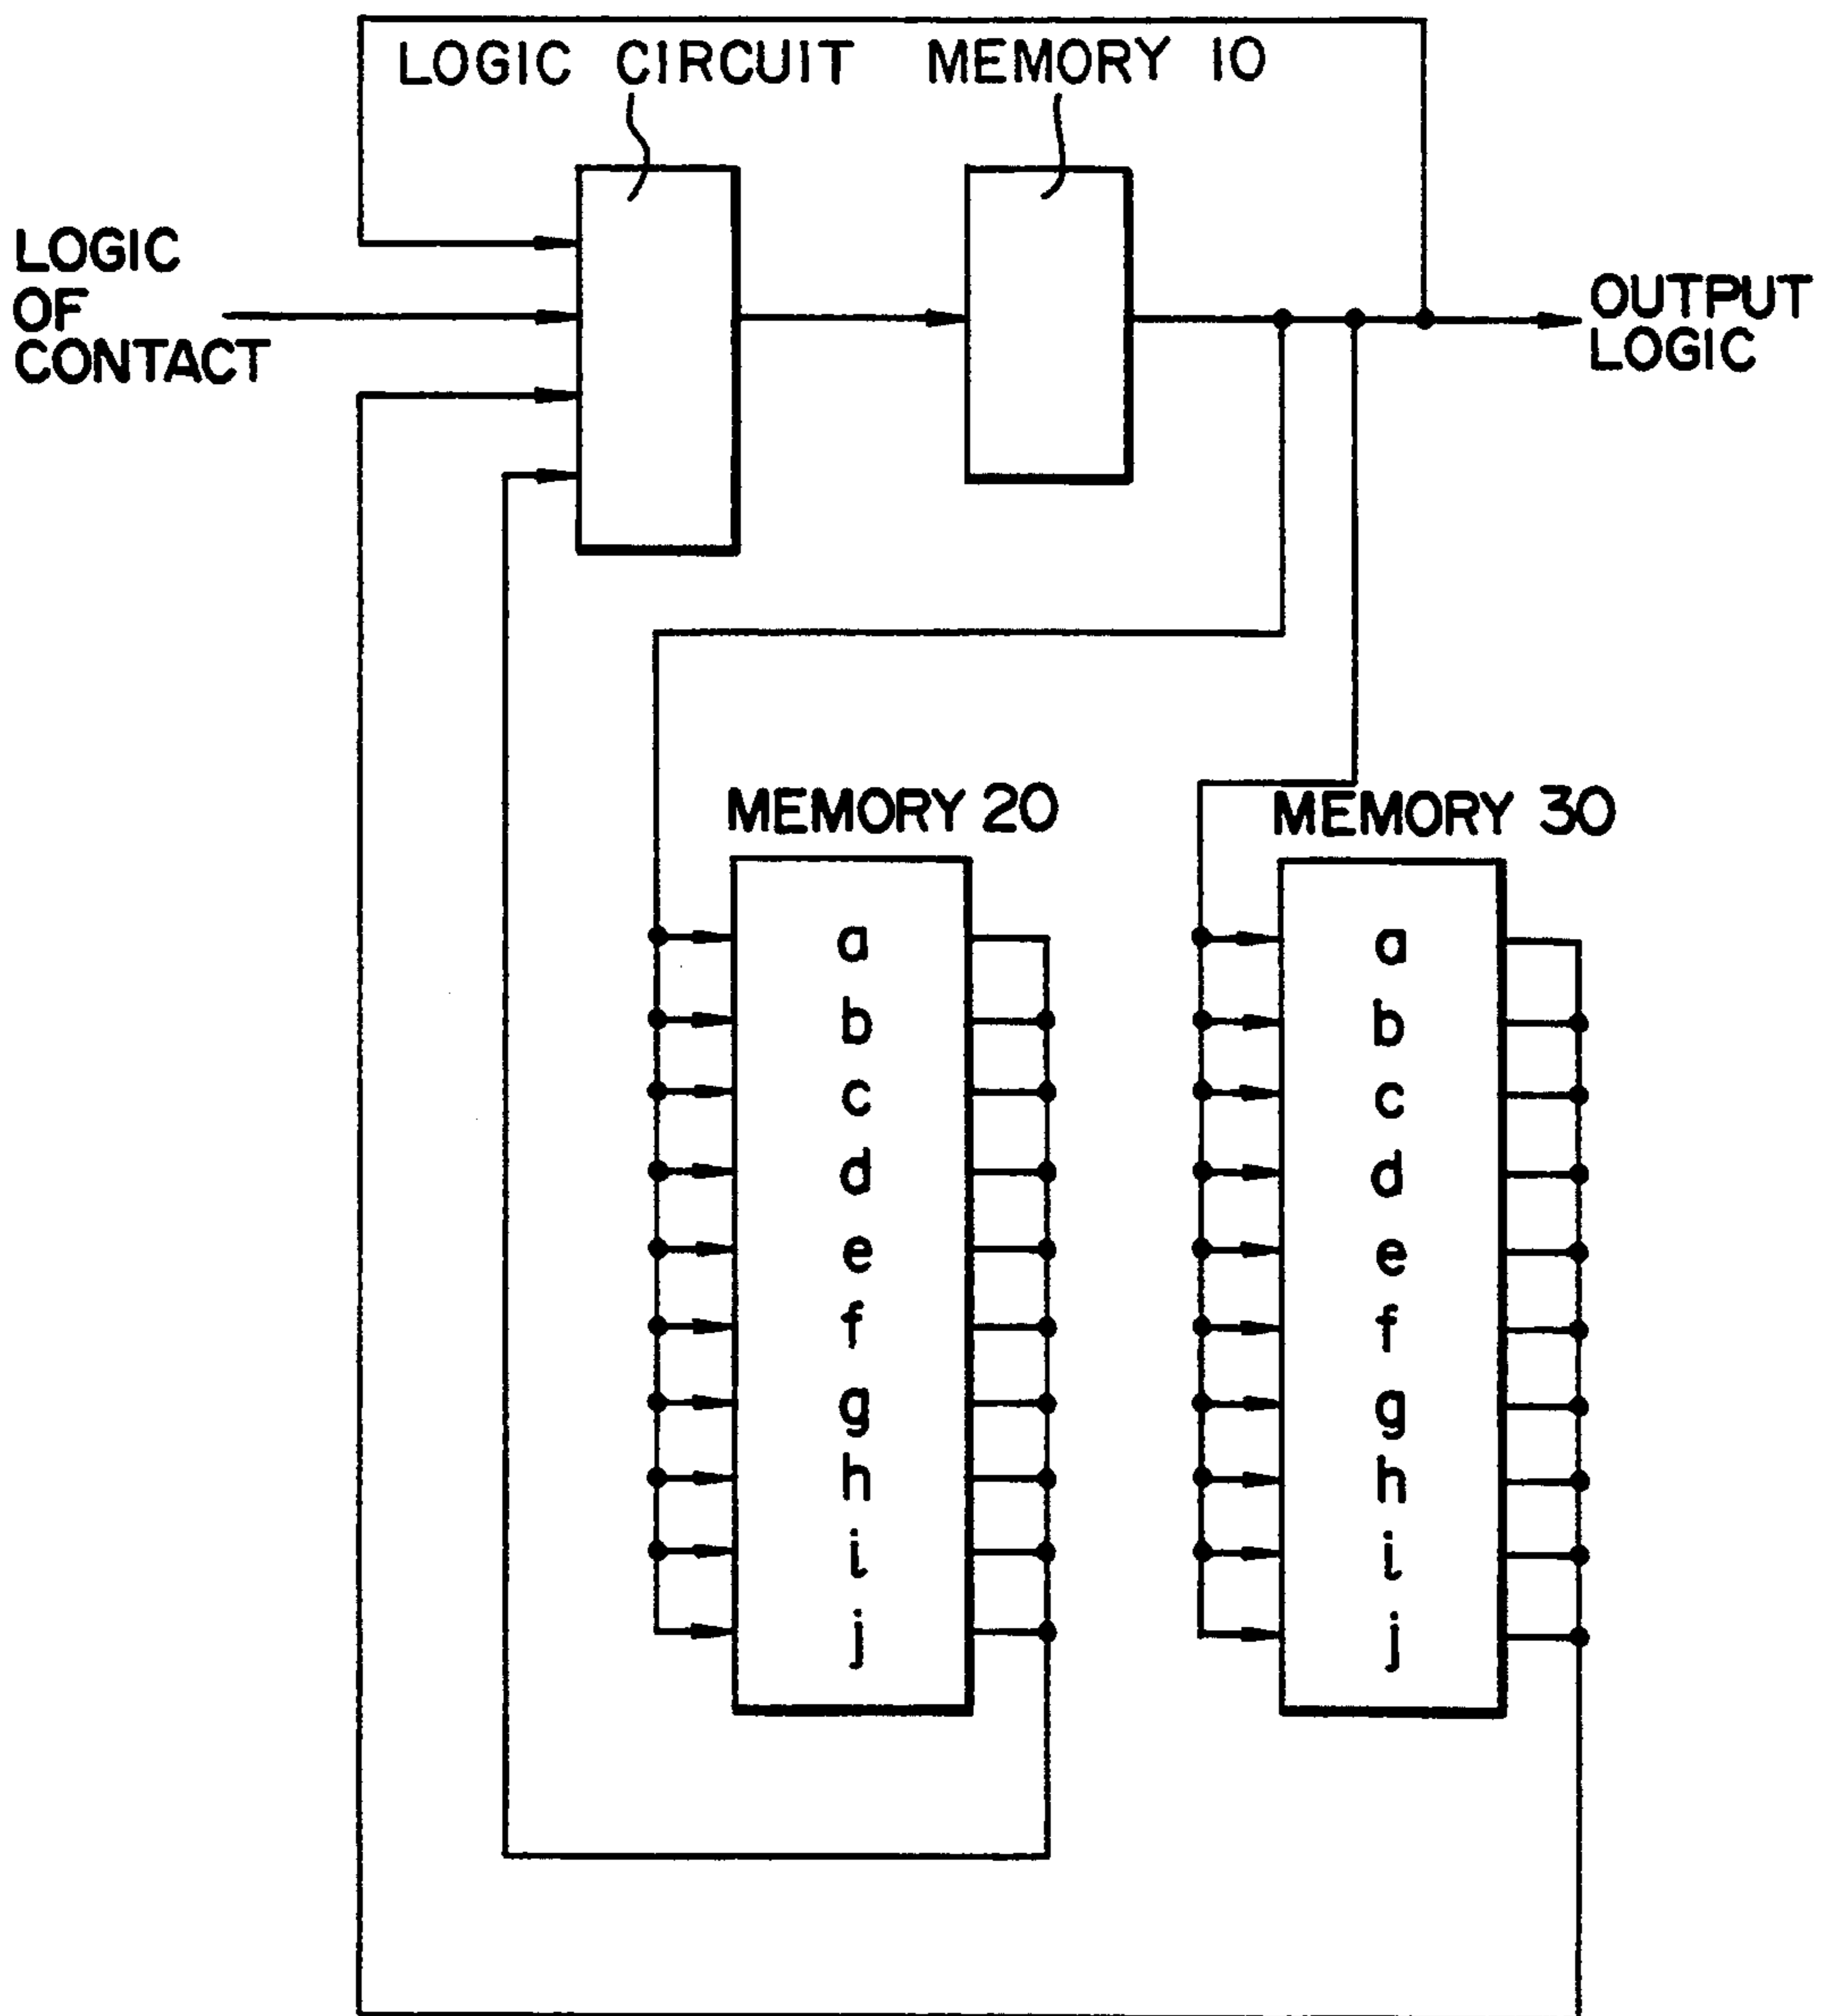 LOGIC CIRCUIT
MEMORY 10
LOGIC
OF
CONTACT
OUTPUT
LOGIC
MEMORY 20
a
b
c
d
e
f
g
h
i
j
MEMORY 30
a
b
c
d
e
f
g
h
i
j